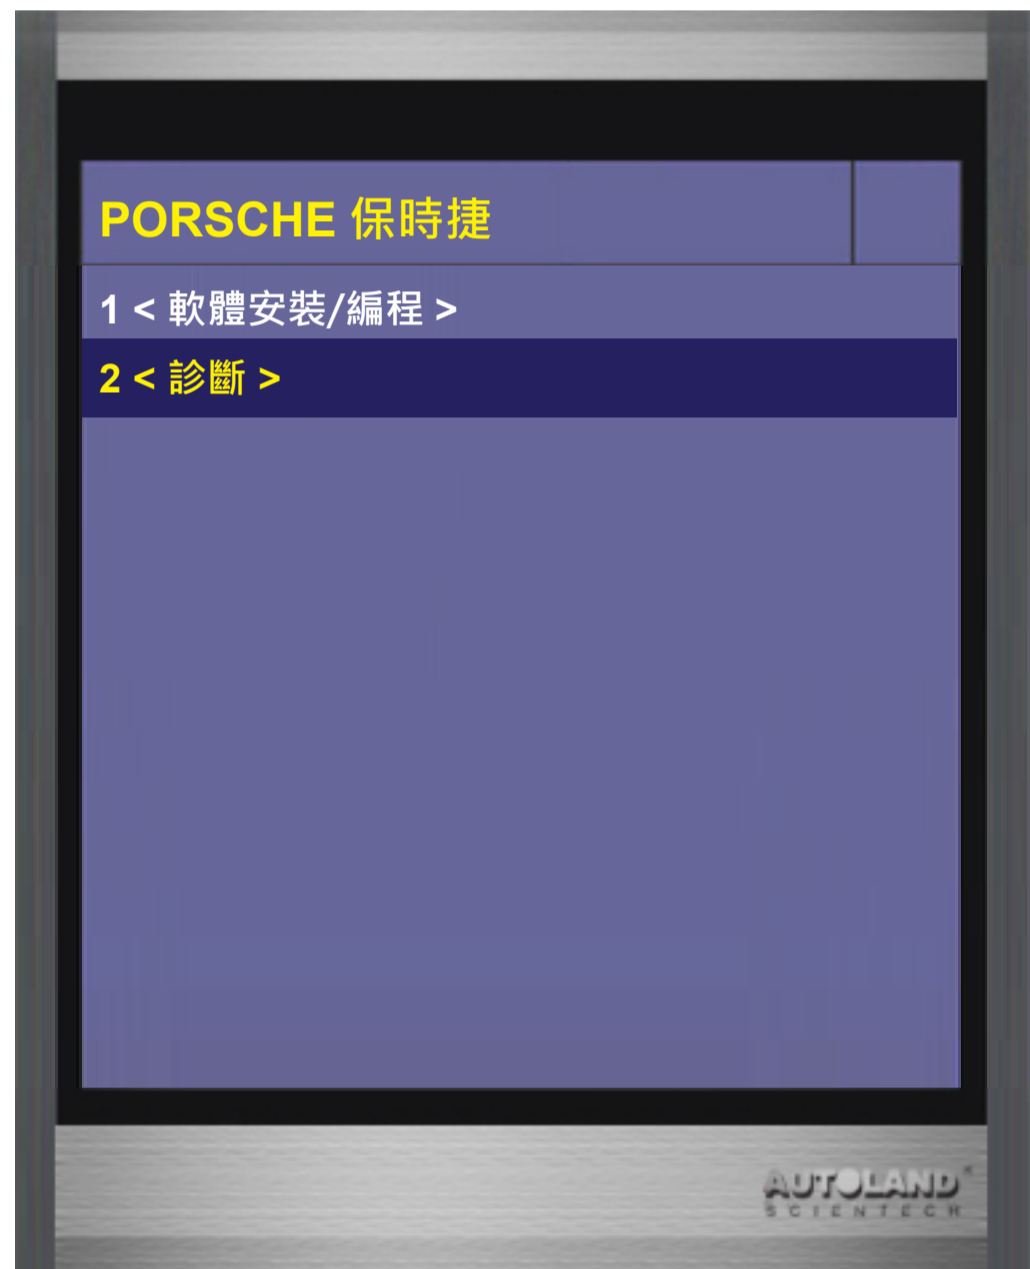 PORSCHE 保時捷
1 < 軟體安裝/編程 >
2 < 診斷 >
AUTOLAND
SCIENTECH